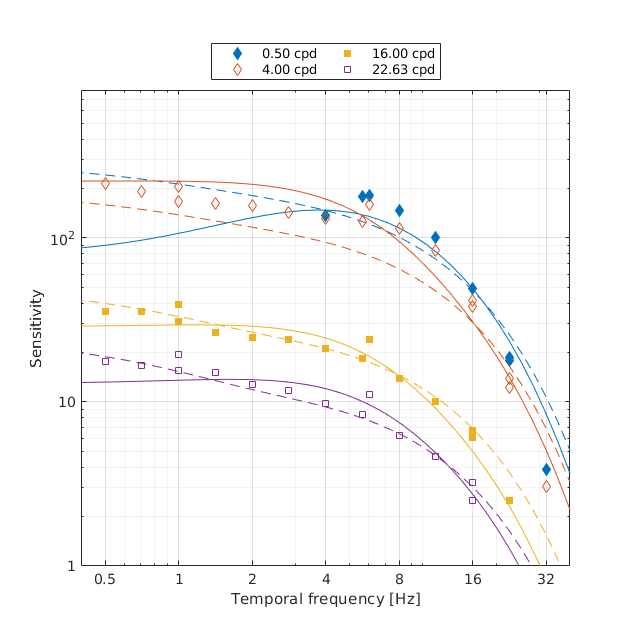 0.50 cpd 16.00 cpd
4.00 cpd 22.63 cpd
10²
10
1
Sensitivity
0.5 1 2 4 8 16 32
Temporal frequency [Hz]